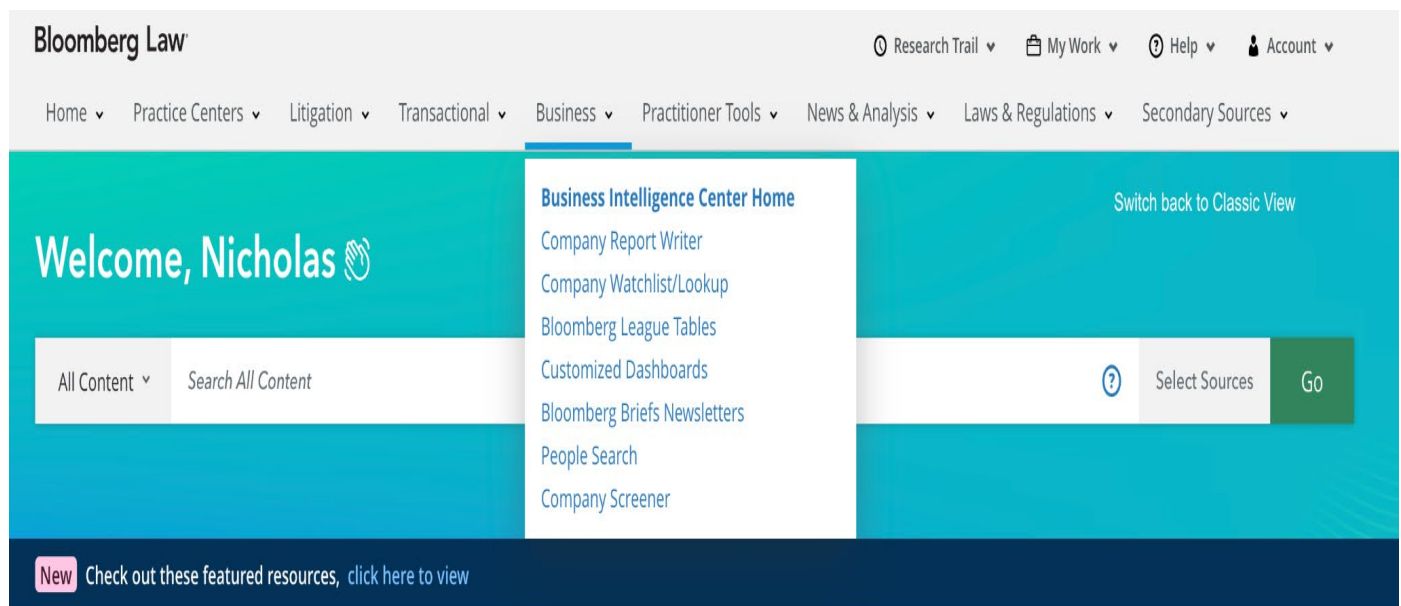 Bloomberg Law
Research Trail My Work Help Account
Home Practice Centers Litigation Transactional Business Practitioner Tools News & Analysis Laws & Regulations Secondary Sources
Business Intelligence Center Home
Switch back to Classic View
Company Report Writer
Welcome, Nicholas
Company Watchlist/Lookup
Bloomberg League Tables
All Content Search All Content
Customized Dashboards
? Select Sources Go
Bloomberg Briefs Newsletters
People Search
Company Screener
New Check out these featured resources, click here to view